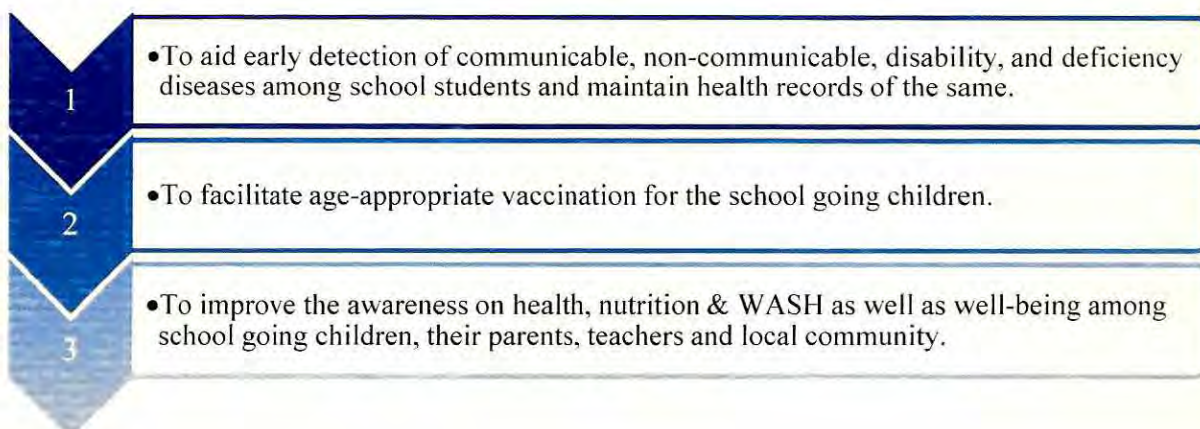 1
•To aid early detection of communicable, non-communicable, disability, and deficiency
diseases among school students and maintain health records of the same.
2
•To facilitate age-appropriate vaccination for the school going children.
3
•To improve the awareness on health, nutrition & WASH as well as well-being among
school going children, their parents, teachers and local community.